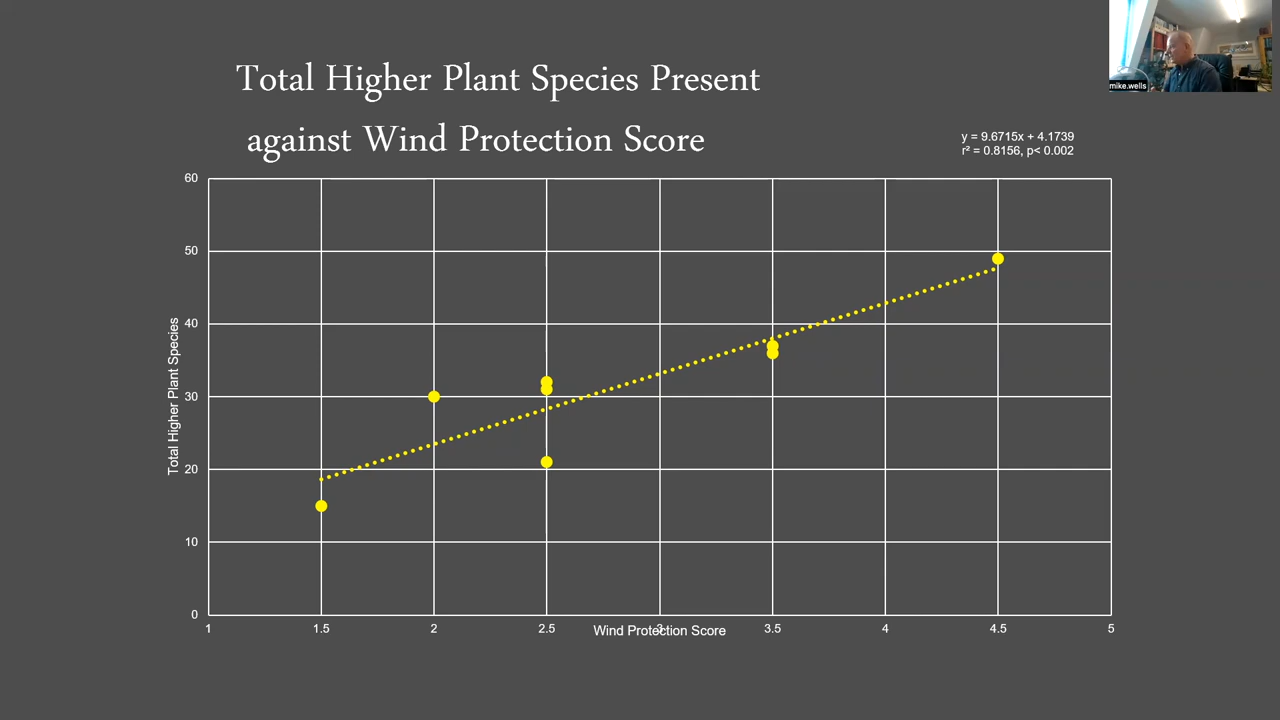 mike.wells
Total Higher Plant Species Present
against Wind Protection Score
y = 9.6715x + 4.1739
r² = 0.8156, p< 0.002
60
50
40
30
20
10
0
Total Higher Plant Species
1 1.5 2 2.5 3 3.5 4 4.5 5
Wind Protection Score